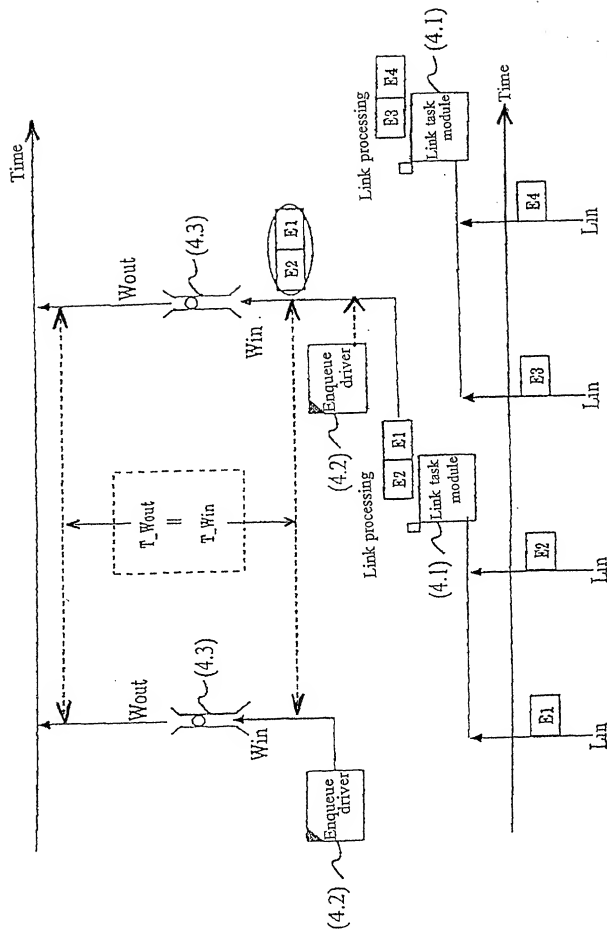 Time
Wout
Wout
(4.3)
(4.3)
T_Wout
||
T_Win
Win
Win
E2 E1
Enqueue
driver
(4.2)
Enqueue
driver
(4.2)
Link processing
E2 E1
Link task
module
(4.1)
Link processing
E3 E4
Link task
module
(4.1)
Time
E1
E2
E3
E4
Lin
Lin
Lin
Lin